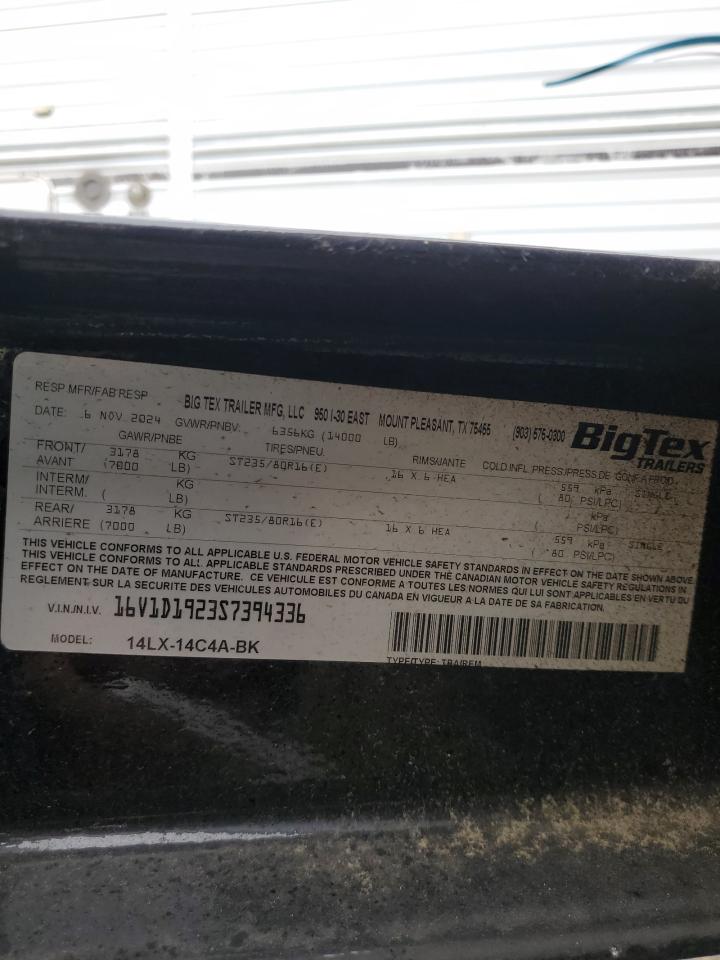 RESP.MFR/FAB RESP BIG TEX TRAILER MFG, LLC 950 I-30 EAST MOUNT PLEASANT, TX 75455 (903) 575-0300 BigTex
TRAILERS
DATE: 6 NOV 2024 GVWR/PNBV: 6356KG (14000 LB)
GAWR/PNBE TIRES/PNEU. RIMS/JANTE COLD INFL. PRESS/PRESS DE GONF.A FROID
FRONT/ 3178 KG ST235/80R16(E) 16 X 6 HEA 559 kPa SINGLE
AVANT (7000 LB) ( 80 PSI/LPC)
INTERM/ KG kPa
INTERM. ( LB) ( PSI/LPC)
REAR/ 3178 KG ST235/80R16(E) 16 X 6 HEA 559 kPa SINGLE
ARRIERE (7000 LB) ( 80 PSI/LPC)
THIS VEHICLE CONFORMS TO ALL APPLICABLE U.S. FEDERAL MOTOR VEHICLE SAFETY STANDARDS IN EFFECT ON THE DATE SHOWN ABOVE.
THIS VEHICLE CONFORMS TO ALL APPLICABLE STANDARDS PRESCRIBED UNDER THE CANADIAN MOTOR VEHICLE SAFETY REGULATIONS IN
EFFECT ON THE DATE OF MANUFACTURE. CE VEHICULE EST CONFORME A TOUTES LES NORMES QUI LUI SONT APPLICABLES EN VERTU DU
REGLEMENT SUR LA SECURITE DES VEHICULES AUTOMOBILES DU CANADA EN VIGUEUR A LA DATE DE SA FABRICATION.
V.I.N./N.I.V. 16V1D1923S7394336
MODEL: 14LX-14C4A-BK
TYPE/TYPE: TRA/REM